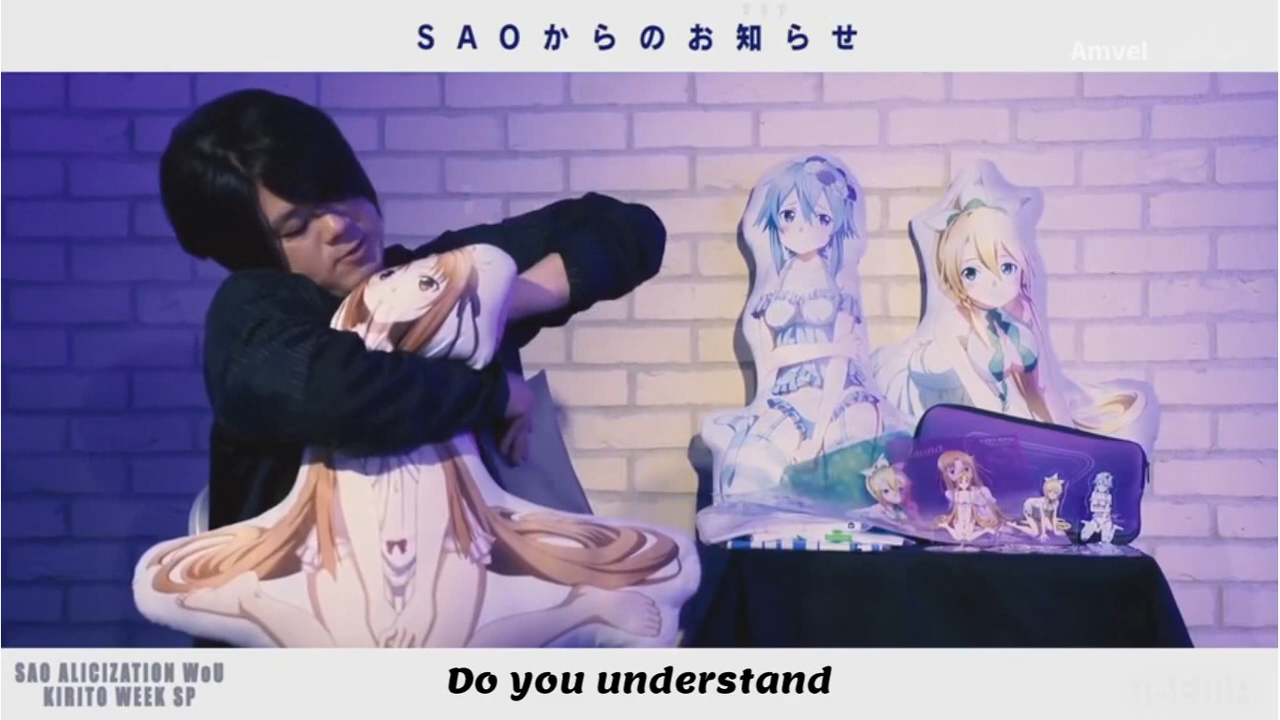 SAOからのお知らせ
Amvel
SAO ALICIZATION WoU
KIRITO WEEK SP
Do you understand